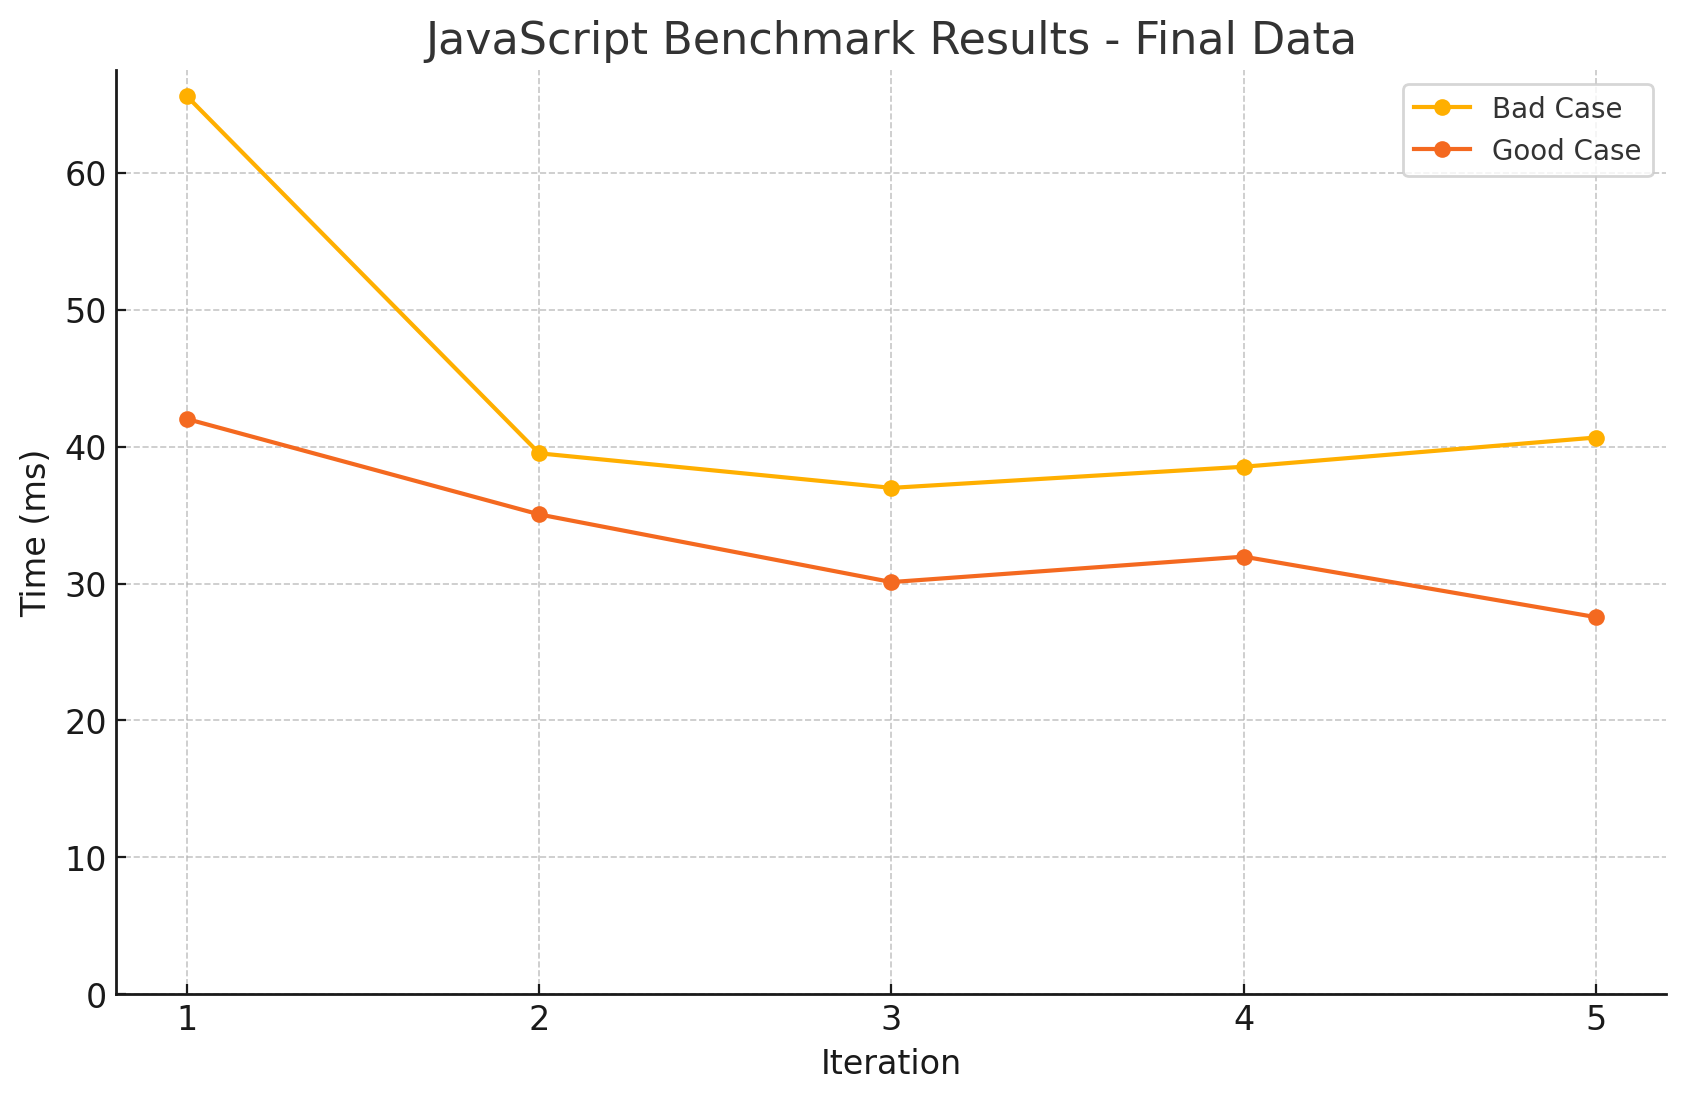 JavaScript Benchmark Results - Final Data
Bad Case
Good Case
60
50
40
30
20
10
0
Time (ms)
1 2 3 4 5
Iteration